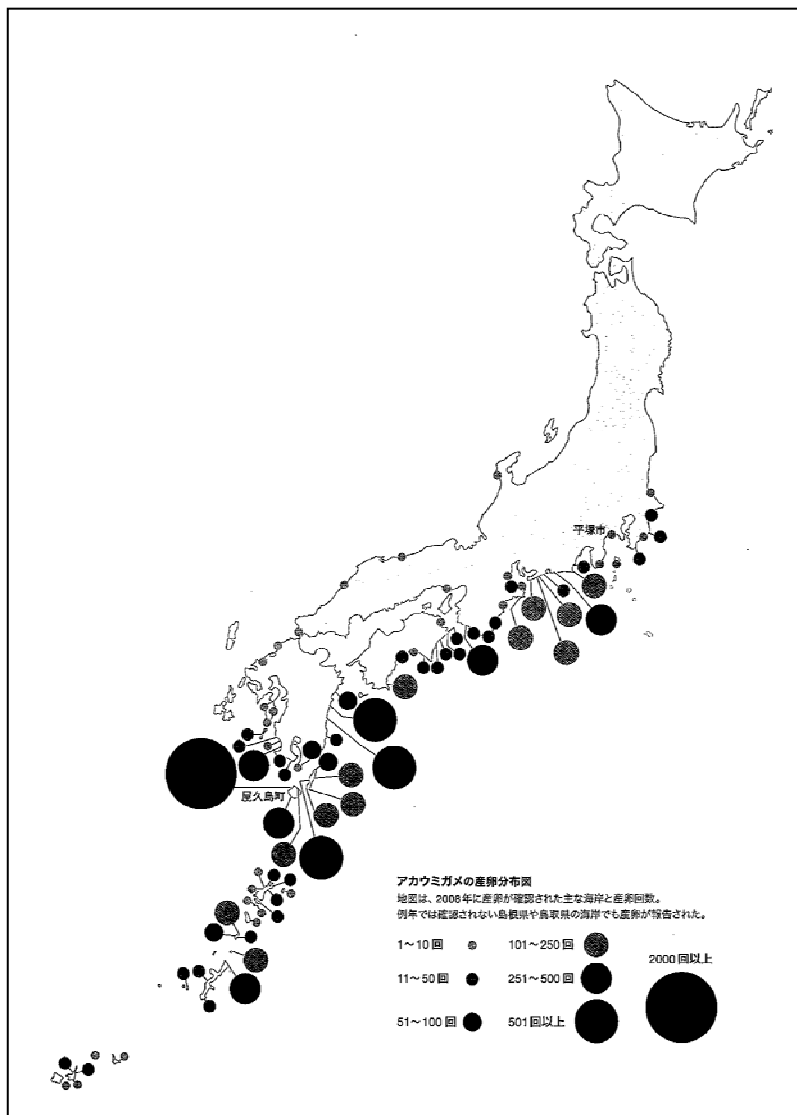 平塚市
屋久島町
アカウミガメの産卵分布図
地図は、2008年に産卵が確認された主な海岸と産卵回数。
例年では確認されない島根県や鳥取県の海岸でも産卵が報告された。
1～10回
101～250回
2000回以上
11～50回
251～500回
51～100回
501回以上